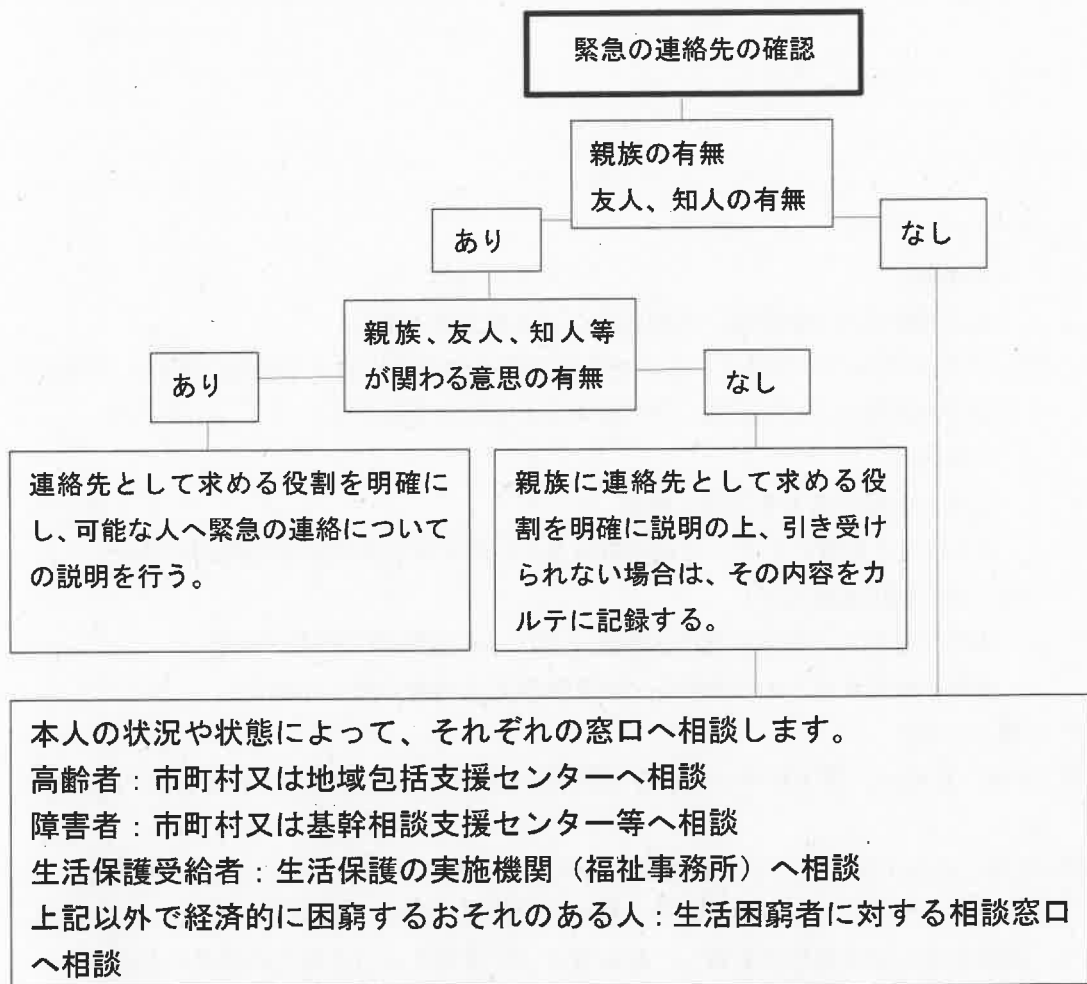 緊急の連絡先の確認
親族の有無
友人、知人の有無
あり
なし
親族、友人、知人等
が関わる意思の有無
あり
なし
連絡先として求める役割を明確に
し、可能な人へ緊急の連絡について
の説明を行う。
親族に連絡先として求める役
割を明確に説明の上、引き受け
られない場合は、その内容をカ
ルテに記録する。
本人の状況や状態によって、それぞれの窓口へ相談します。
高齢者：市町村又は地域包括支援センターへ相談
障害者：市町村又は基幹相談支援センター等へ相談
生活保護受給者：生活保護の実施機関（福祉事務所）へ相談
上記以外で経済的に困窮するおそれのある人：生活困窮者に対する相談窓口
へ相談